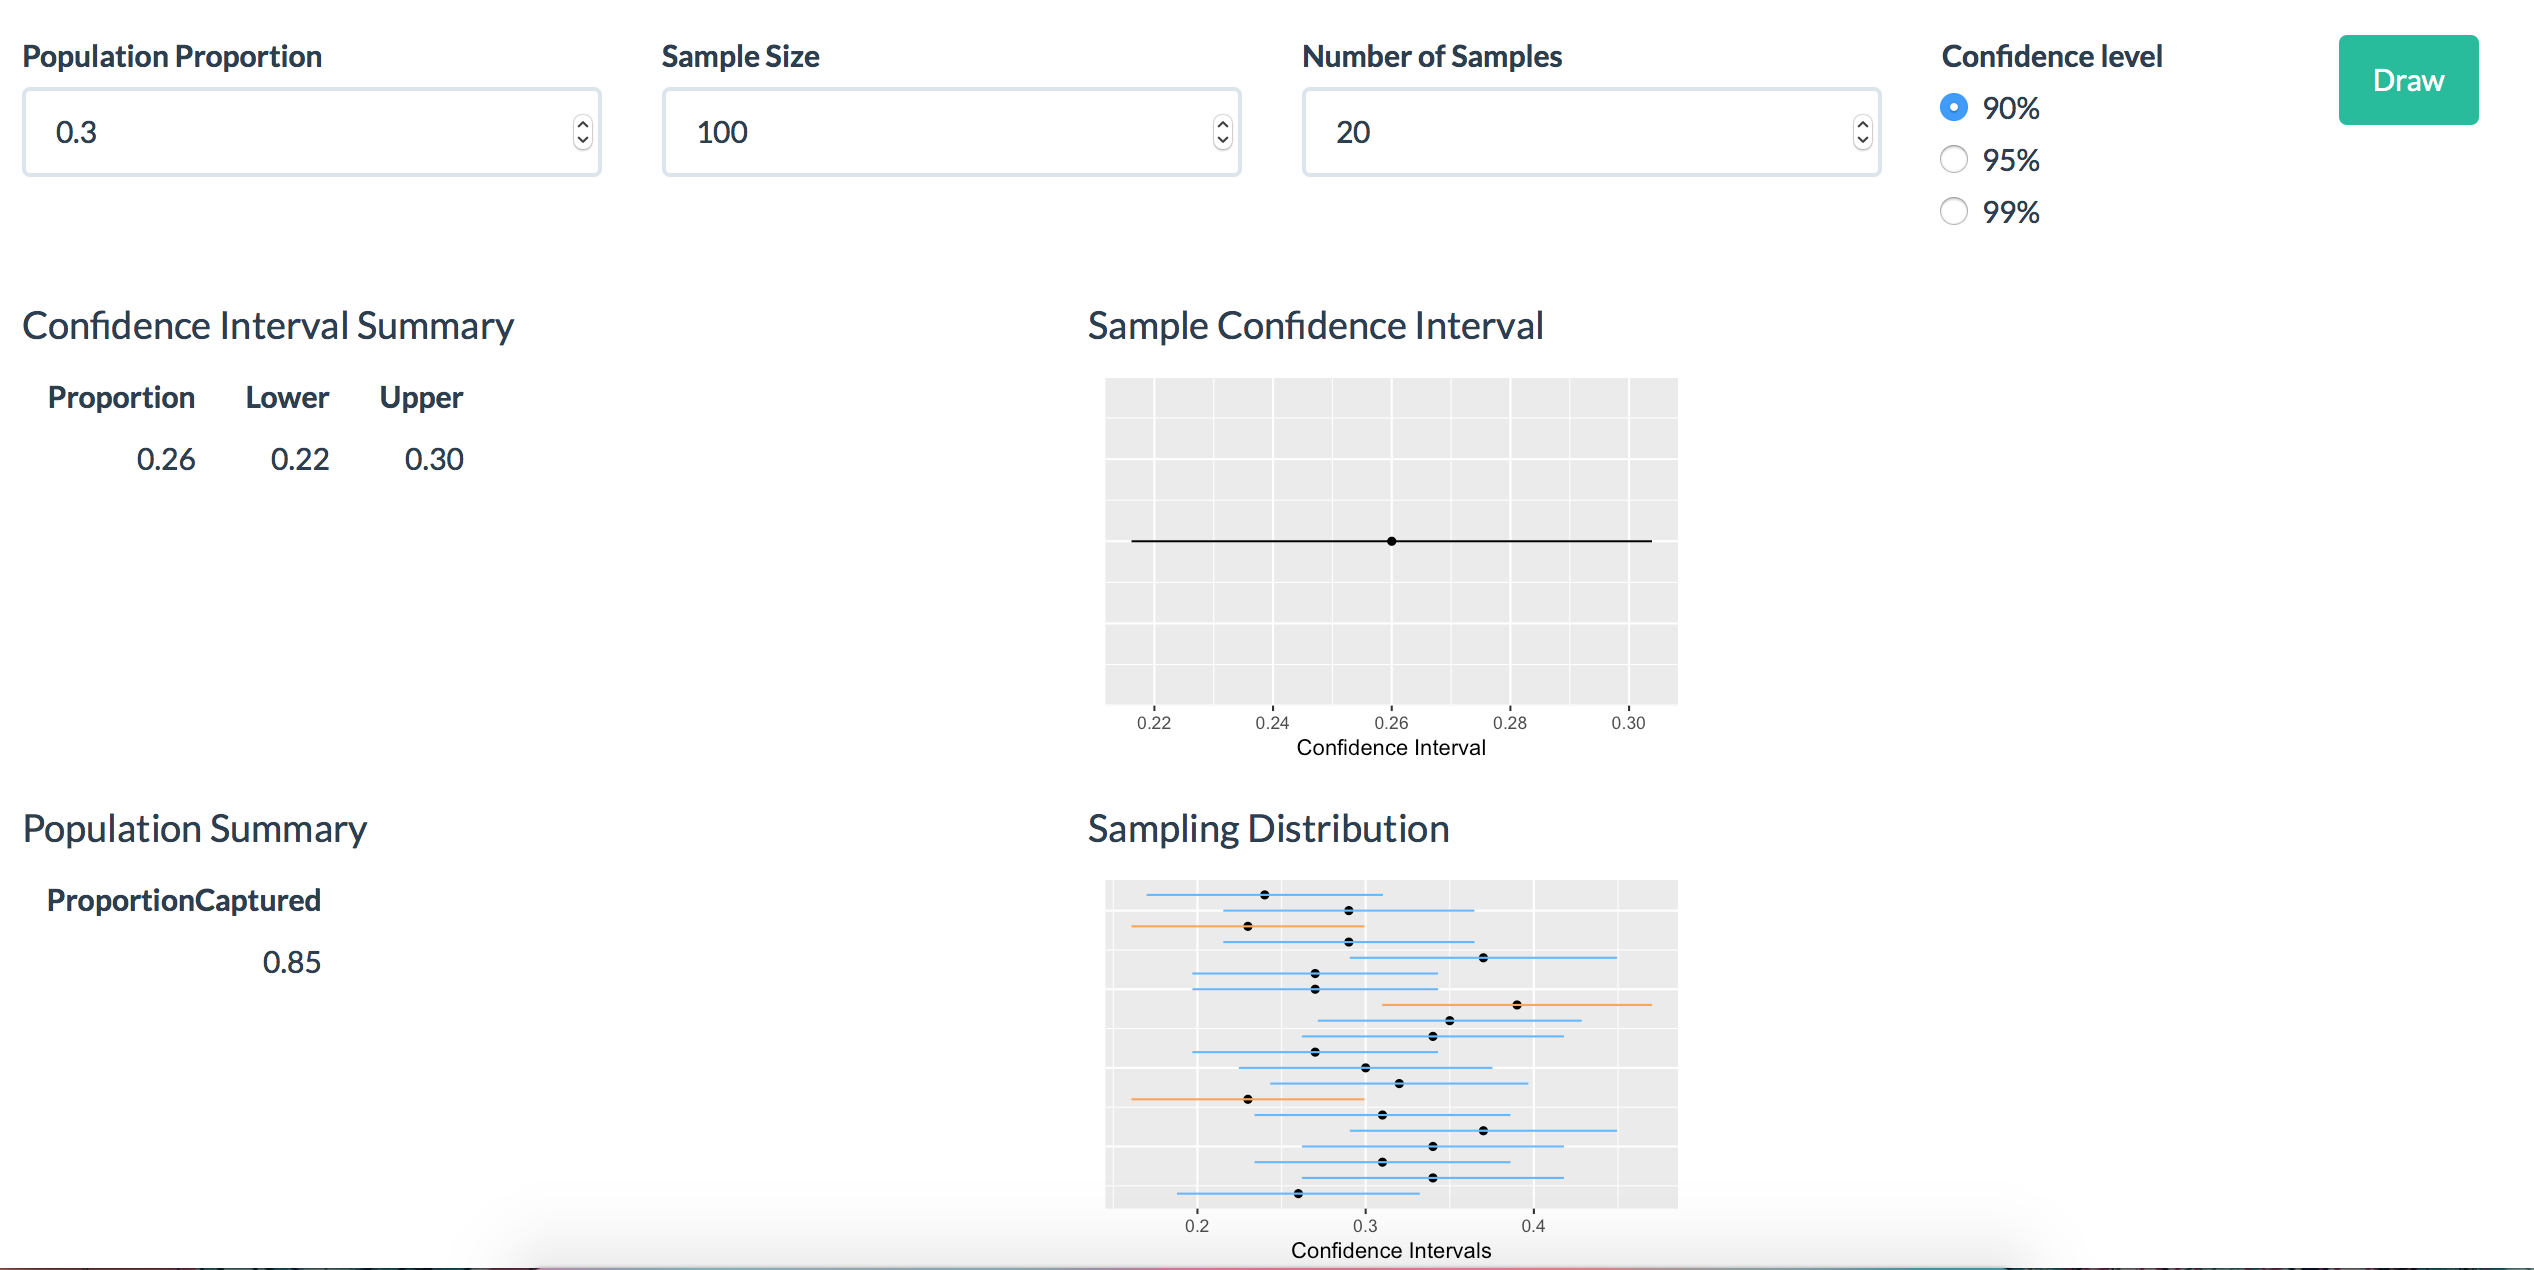 Population Proportion Sample Size Number of Samples Confidence level Draw
0.3 100 20 90%
95%
99%
Confidence Interval Summary
Proportion Lower Upper
0.26 0.22 0.30
Sample Confidence Interval
0.22 0.24 0.26 0.28 0.30
Confidence Interval
Population Summary
ProportionCaptured
0.85
Sampling Distribution
0.2 0.3 0.4
Confidence Intervals